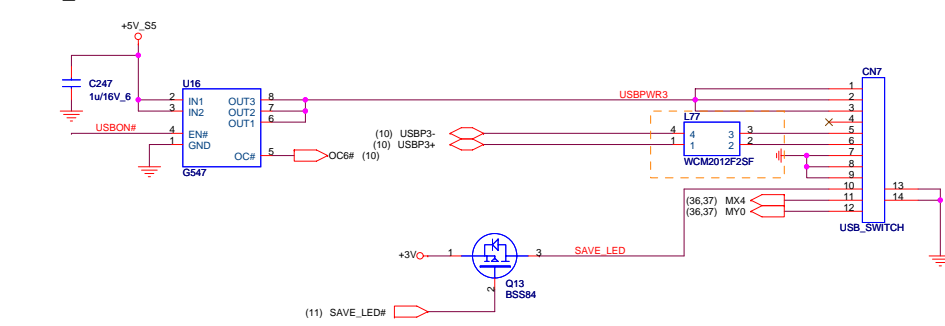 +5V_S5
CN7
C247
1u/16V_6
U16
2 IN1 OUT3 8
3 IN2 OUT2 7
OUT1 6
USBON# 4 EN#
1 GND
OC# 5 OC6# (10)
G547
USBPWR3
1
2
3
4
5
6
7
8
9
10
11
12
13
14
USB_SWITCH
L77
(10) USBP3- 4 4 3 3
(10) USBP3+ 1 1 2 2
WCM2012F2SF
(36,37) MX4
(36,37) MY0
+3V 1 3 SAVE_LED
2
Q13
BSS84
(11) SAVE_LED#